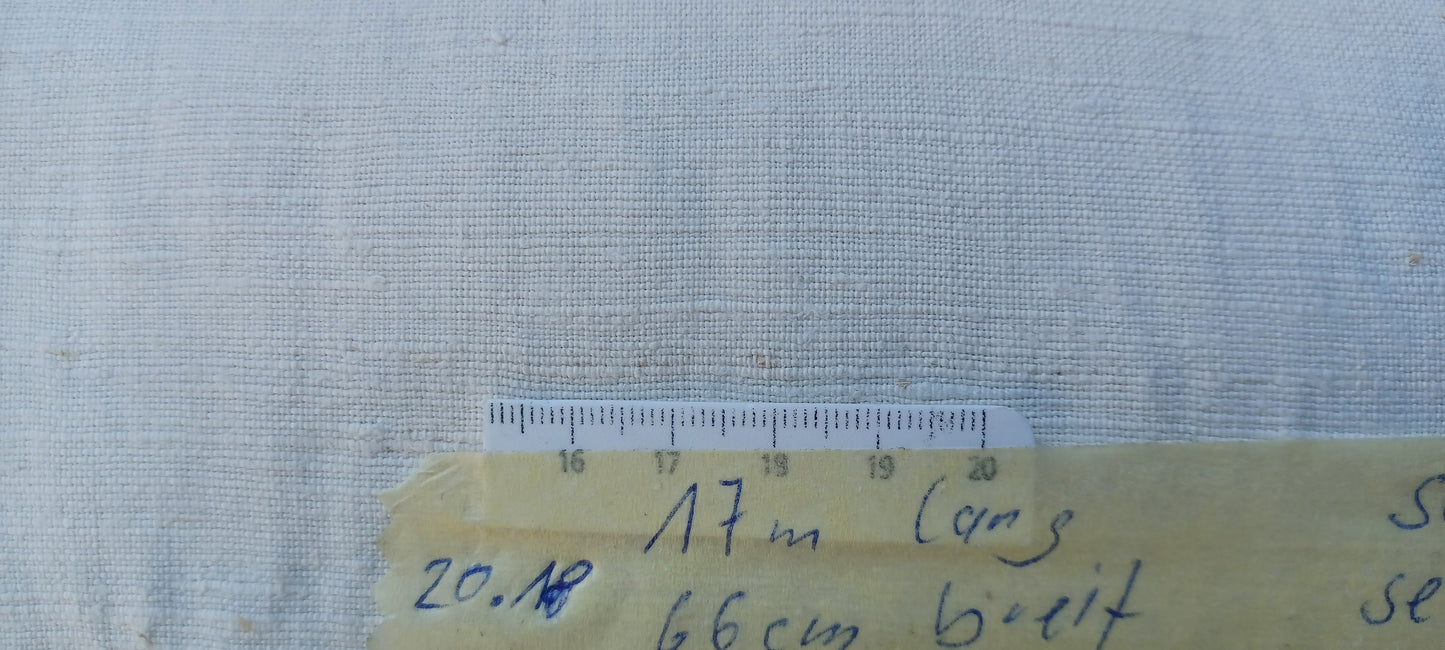 16 17 18 19 20
17m lang
20.18
66cm breit